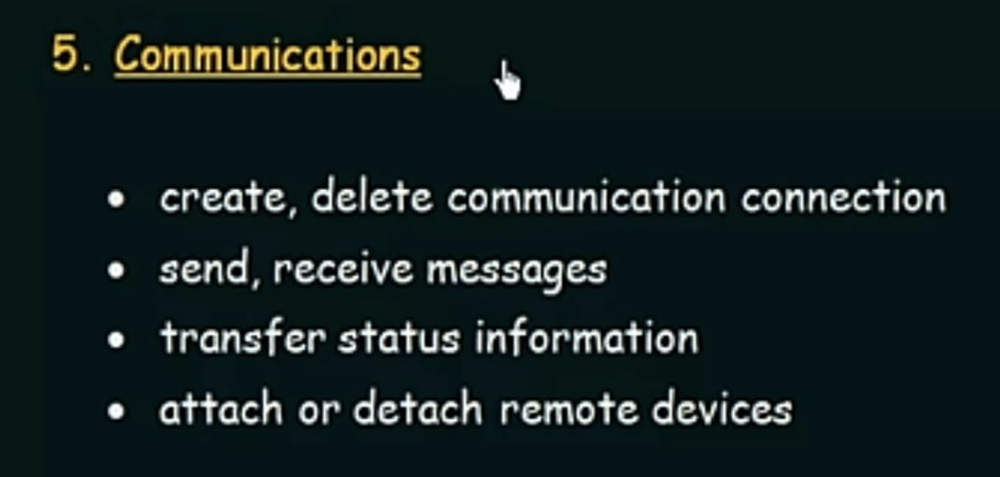 5. Communications
• create, delete communication connection
• send, receive messages
• transfer status information
• attach or detach remote devices